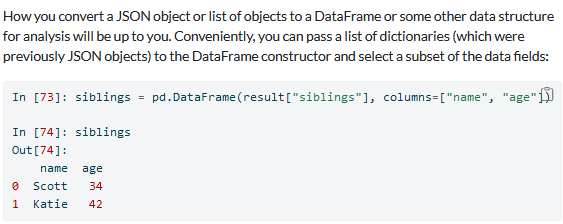 How you convert a JSON object or list of objects to a DataFrame or some other data structure
for analysis will be up to you. Conveniently, you can pass a list of dictionaries (which were
previously JSON objects) to the DataFrame constructor and select a subset of the data fields:
In [73]: siblings = pd.DataFrame(result["siblings"], columns=["name", "age"])
In [74]: siblings
Out[74]:
name age
0 Scott 34
1 Katie 42